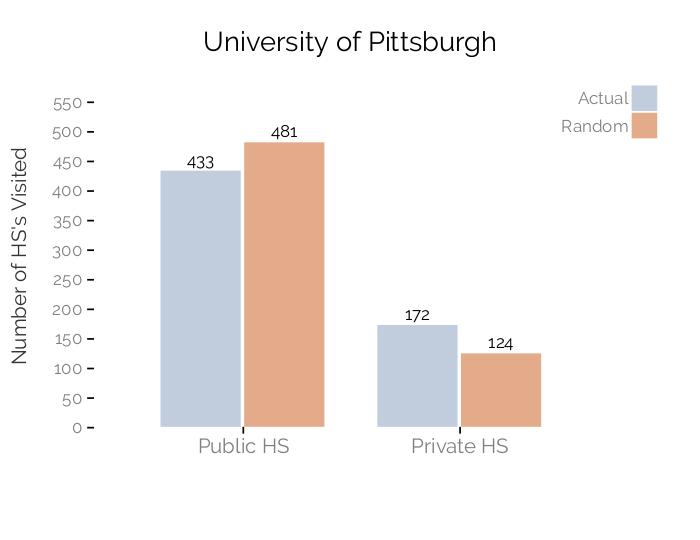 University of Pittsburgh
Actual
Random
Number of HS's Visited
550
500
450
400
350
300
250
200
150
100
50
0
433
481
172
124
Public HS
Private HS